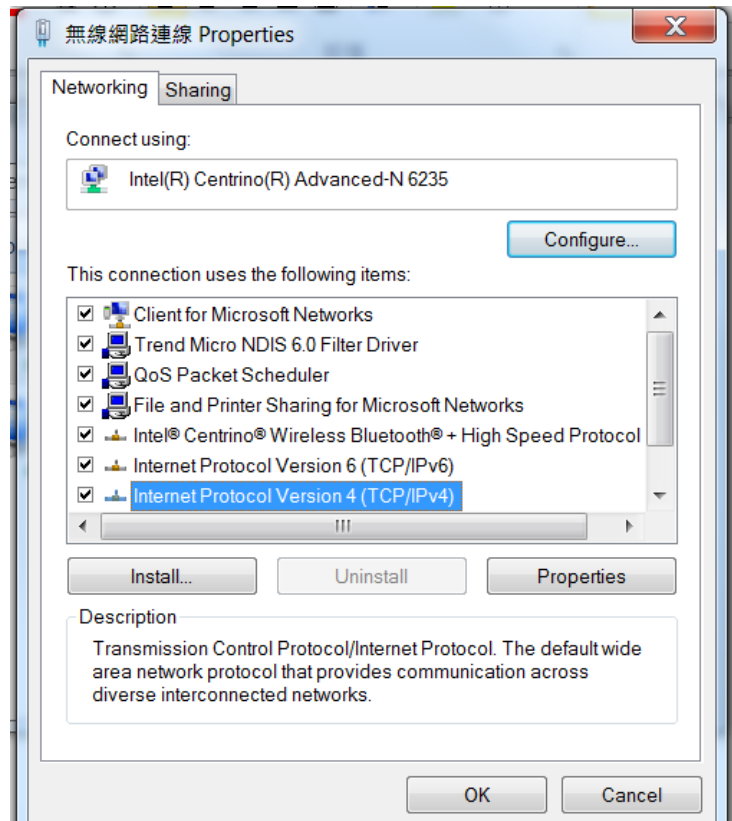 無線網路連線 Properties
Networking
Sharing
Connect using:
Intel(R) Centrino(R) Advanced-N 6235
Configure...
This connection uses the following items:
Client for Microsoft Networks
Trend Micro NDIS 6.0 Filter Driver
QoS Packet Scheduler
File and Printer Sharing for Microsoft Networks
Intel® Centrino® Wireless Bluetooth® + High Speed Protocol
Internet Protocol Version 6 (TCP/IPv6)
Internet Protocol Version 4 (TCP/IPv4)
Install...
Uninstall
Properties
Description
Transmission Control Protocol/Internet Protocol. The default wide
area network protocol that provides communication across
diverse interconnected networks.
OK
Cancel